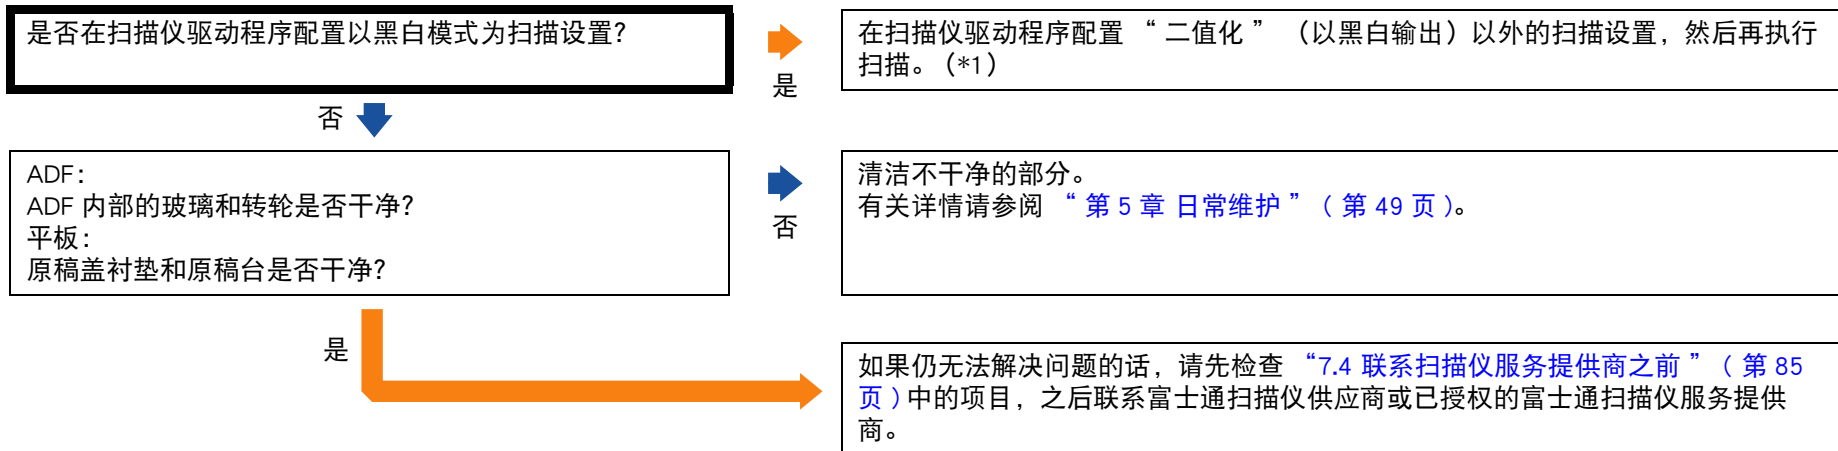 是否在扫描仪驱动程序配置以黑白模式为扫描设置?
是
在扫描仪驱动程序配置 “ 二值化 ” （以黑白输出）以外的扫描设置，然后再执行
扫描。(*1)
否
ADF：
ADF 内部的玻璃和转轮是否干净?
平板：
原稿盖衬垫和原稿台是否干净?
否
清洁不干净的部分。
有关详情请参阅 “ 第 5 章 日常维护 ” ( 第 49 页 )。
是
如果仍无法解决问题的话，请先检查 “7.4 联系扫描仪服务提供商之前 ” ( 第 85
页 ) 中的项目，之后联系富士通扫描仪供应商或已授权的富士通扫描仪服务提供
商。